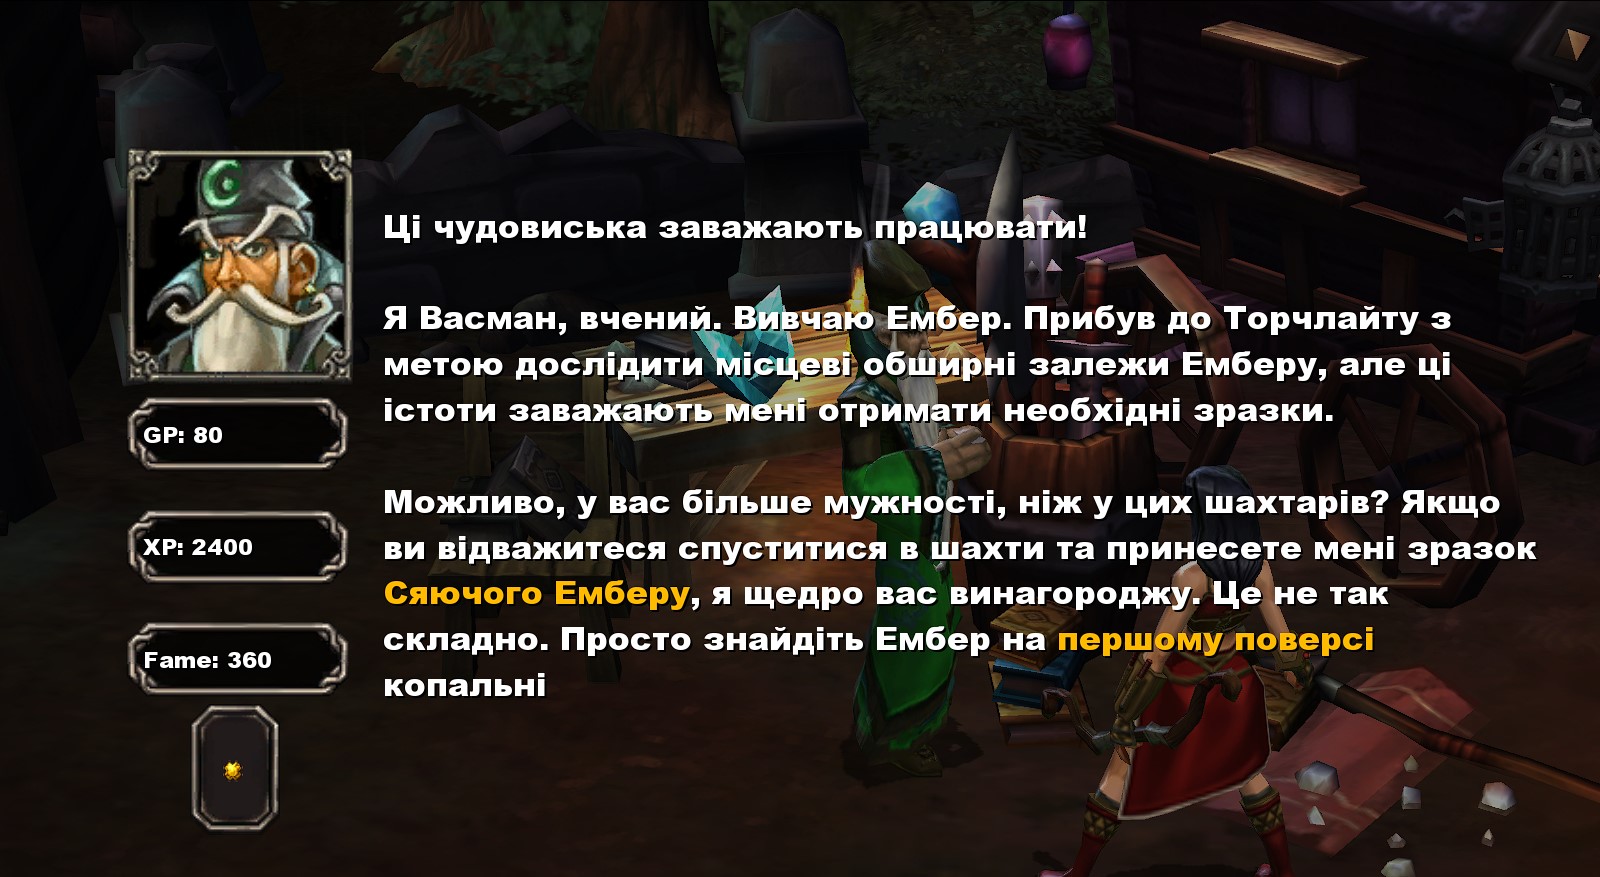 Ці чудовиська заважають працювати!
Я Васман, вчений. Вивчаю Ембер. Прибув до Торчлайту з
метою дослідити місцеві обширні залежи Емберу, але ці
істоти заважають мені отримати необхідні зразки.
Можливо, у вас більше мужності, ніж у цих шахтарів? Якщо
ви відважитеся спуститися в шахти та принесете мені зразок
Сяючого Емберу, я щедро вас винагороджу. Це не так
складно. Просто знайдіть Ембер на першому поверсі
копальні
GP: 80
XP: 2400
Fame: 360